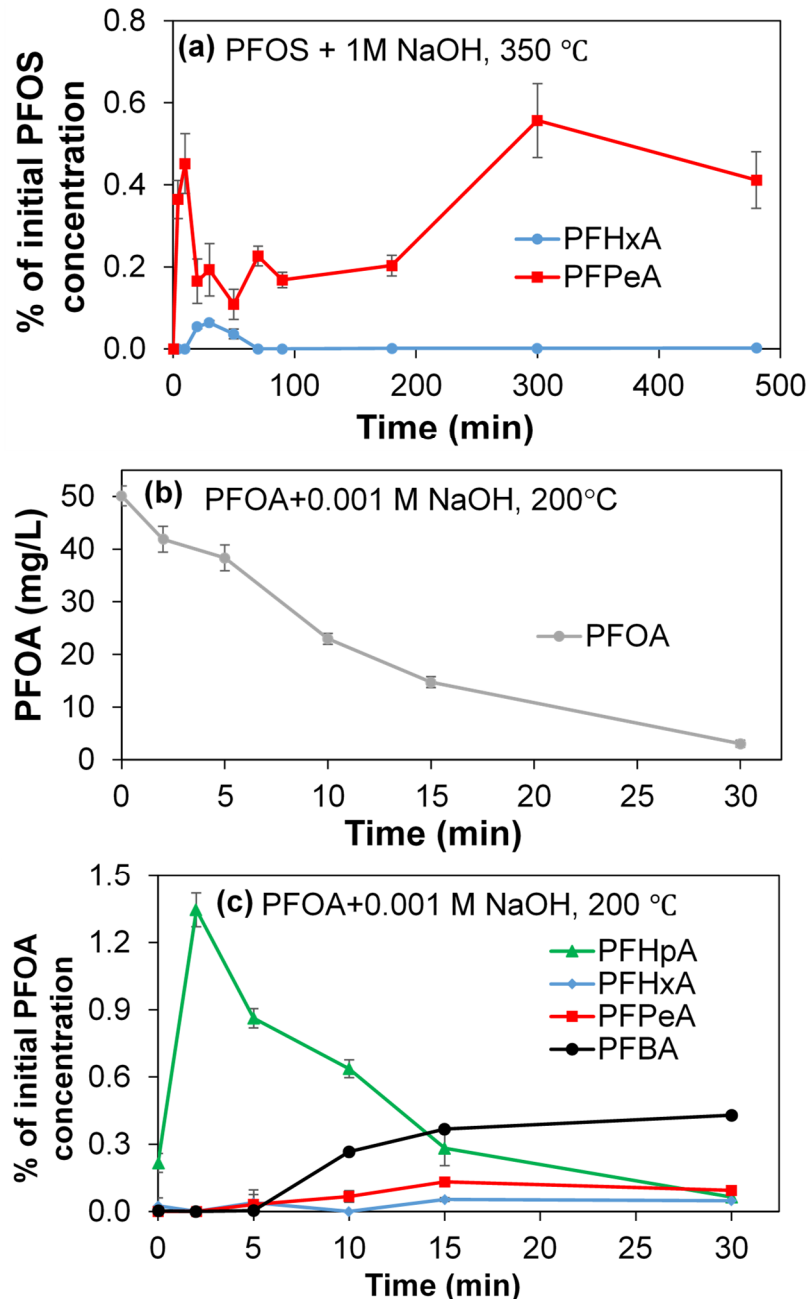 (a) PFOS + 1M NaOH, 350 ℃
% of initial PFOS
concentration
0.8
0.6
0.4
0.2
0.0
PFHxA
PFPeA
0 100 200 300 400 500
Time (min)
(b) PFOA+0.001 M NaOH, 200°C
PFOA (mg/L)
50
40
30
20
10
0
PFOA
0 5 10 15 20 25 30
Time (min)
(c) PFOA+0.001 M NaOH, 200 ℃
% of initial PFOA
concentration
1.5
1.2
0.9
0.6
0.3
0.0
PFHpA
PFHxA
PFPeA
PFBA
0 5 10 15 20 25 30
Time (min)